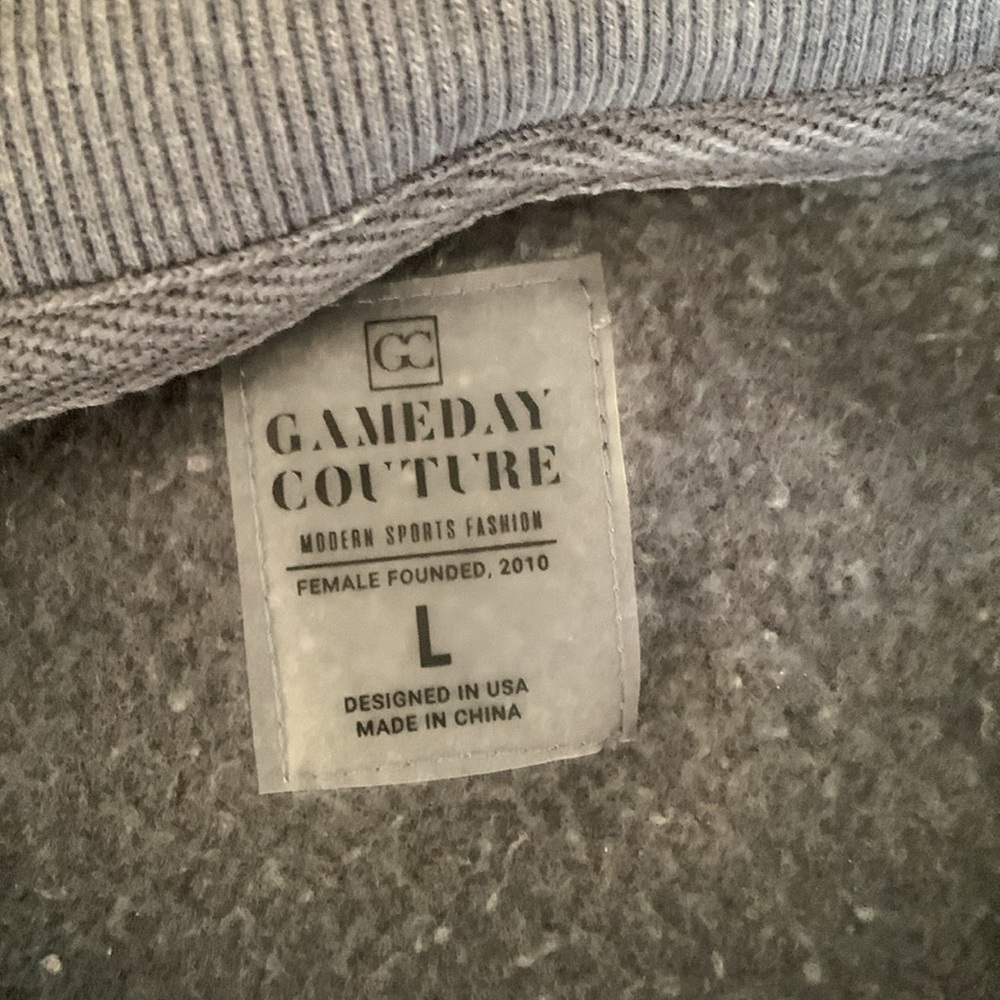 GC
GAMEDAY
COUTURE
MODERN SPORTS FASHION
FEMALE FOUNDED, 2010
L
DESIGNED IN USA
MADE IN CHINA